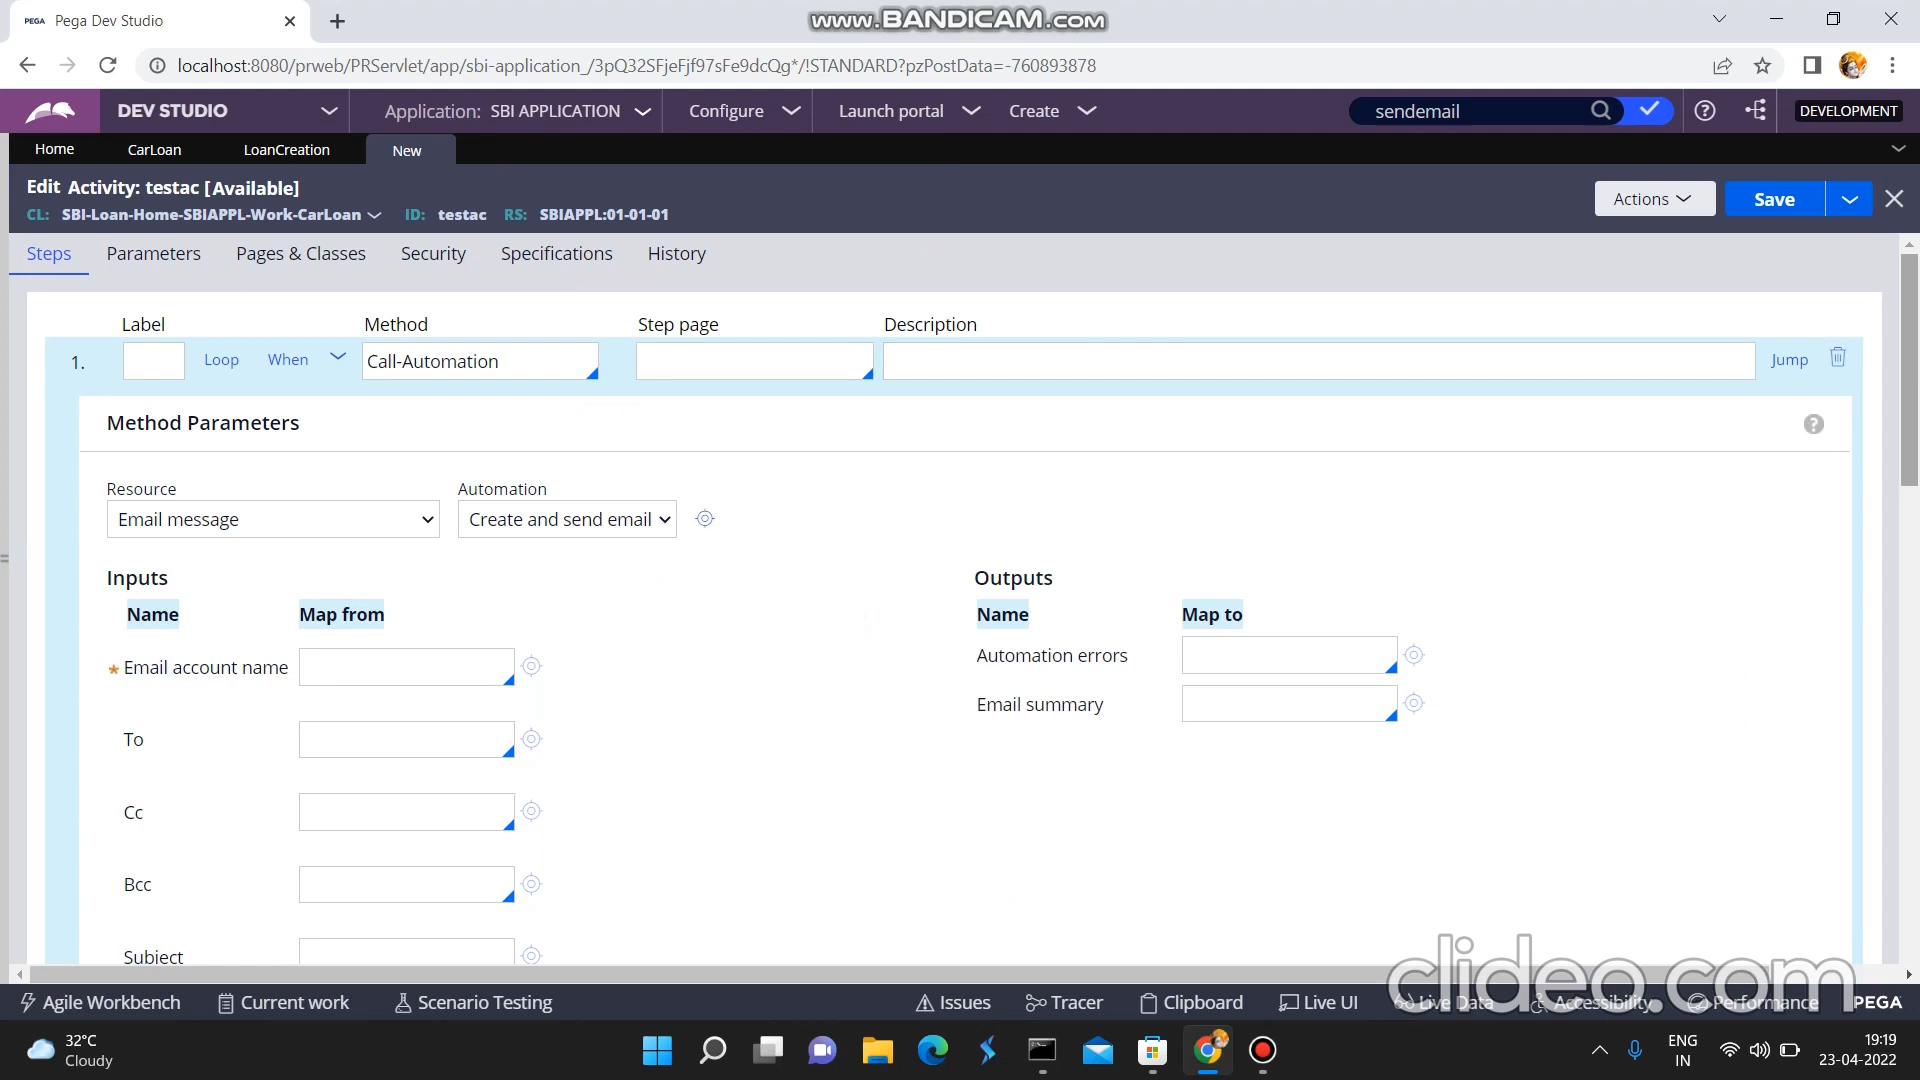 PEGA Pega Dev Studio
www.BANDICAM.com
localhost:8080/prweb/PRServlet/app/sbi-application_/3pQ32SFjeFjf97sFe9dcQg*/!STANDARD?pzPostData=-760893878
DEV STUDIO Application: SBI APPLICATION Configure Launch portal Create sendemail DEVELOPMENT
Home CarLoan LoanCreation New
Edit Activity: testac [Available]
CL: SBI-Loan-Home-SBIAPPL-Work-CarLoan ID: testac RS: SBIAPPL:01-01-01
Actions Save
Steps Parameters Pages & Classes Security Specifications History
Label Method Step page Description
1. Loop When Call-Automation Jump
Method Parameters ?
Resource Automation
Email message Create and send email
Inputs Outputs
Name Map from Name Map to
* Email account name Automation errors
To Email summary
Cc
Bcc
Subject
clideo.com
Agile Workbench Current work Scenario Testing Issues Tracer Clipboard Live UI Live Data Accessibility Performance PEGA
32°C
Cloudy
ENG
IN
19:19
23-04-2022